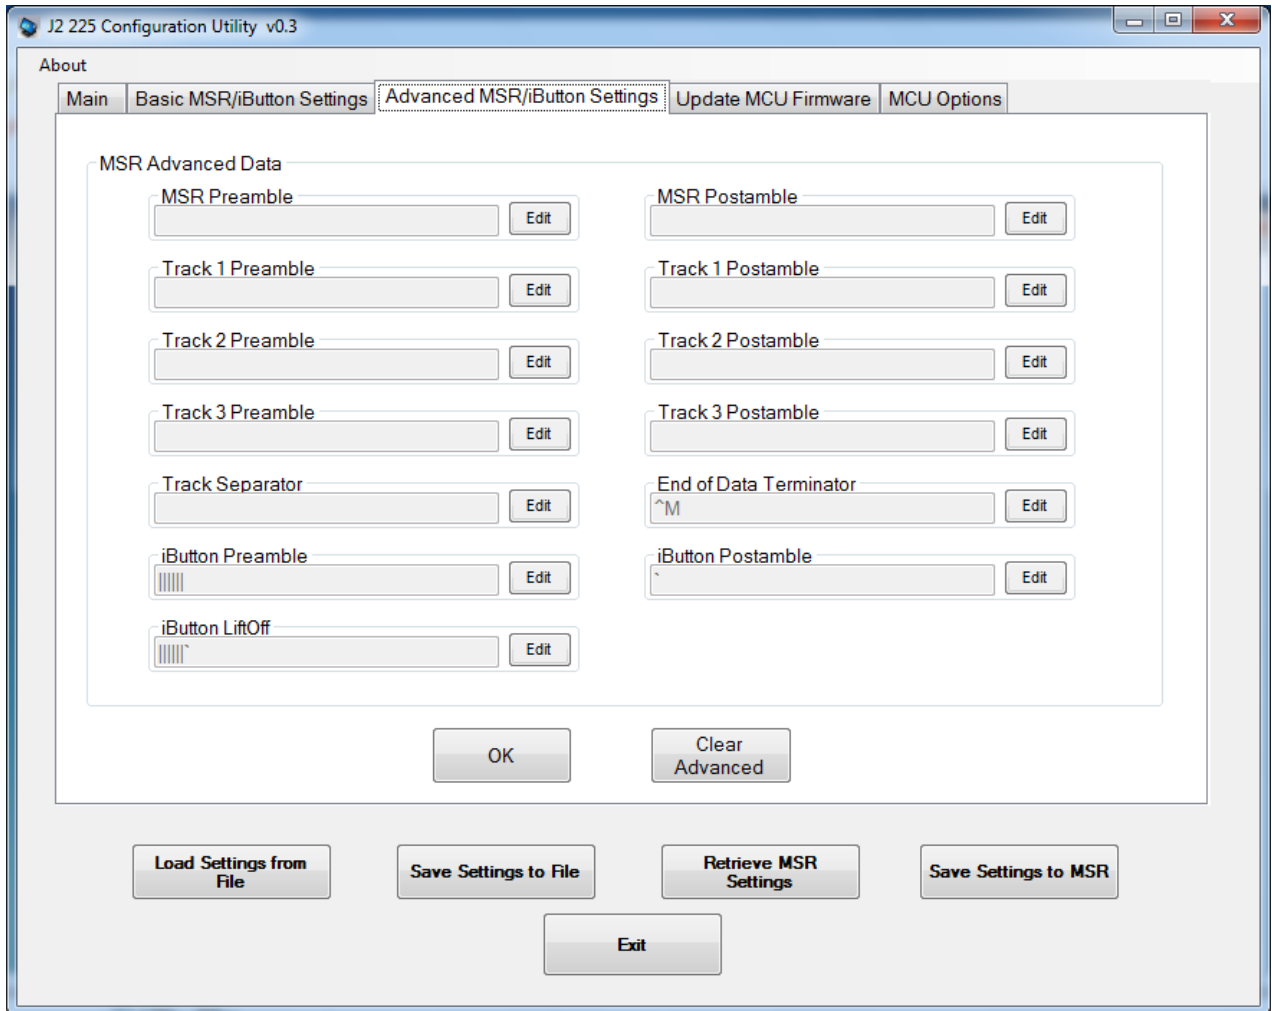 J2 225 Configuration Utility v0.3
About
Main
Basic MSR/iButton Settings
Advanced MSR/iButton Settings
Update MCU Firmware
MCU Options
MSR Advanced Data
MSR Preamble
Edit
MSR Postamble
Edit
Track 1 Preamble
Edit
Track 1 Postamble
Edit
Track 2 Preamble
Edit
Track 2 Postamble
Edit
Track 3 Preamble
Edit
Track 3 Postamble
Edit
Track Separator
Edit
End of Data Terminator
^M
Edit
iButton Preamble
||||||
Edit
iButton Postamble
`
Edit
iButton LiftOff
||||||`
Edit
OK
Clear
Advanced
Load Settings from
File
Save Settings to File
Retrieve MSR
Settings
Save Settings to MSR
Exit